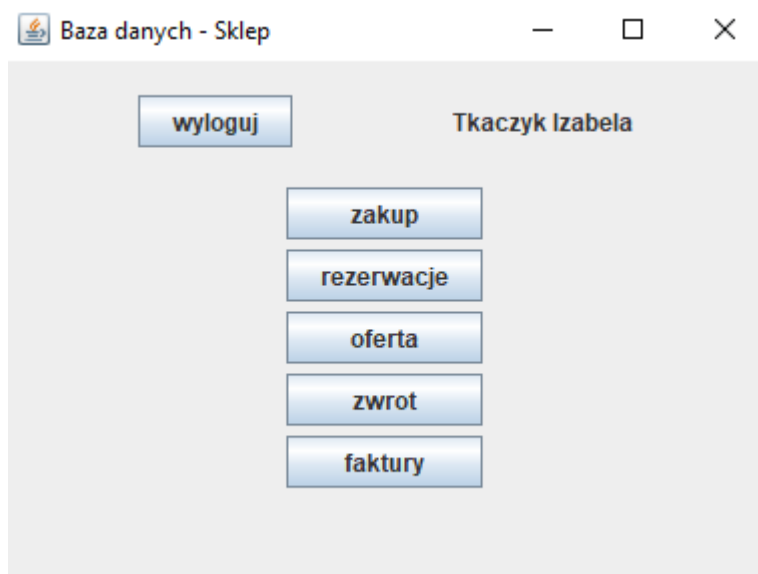 Baza danych - Sklep
wyloguj Tkaczyk Izabela
zakup
rezerwacje
oferta
zwrot
faktury